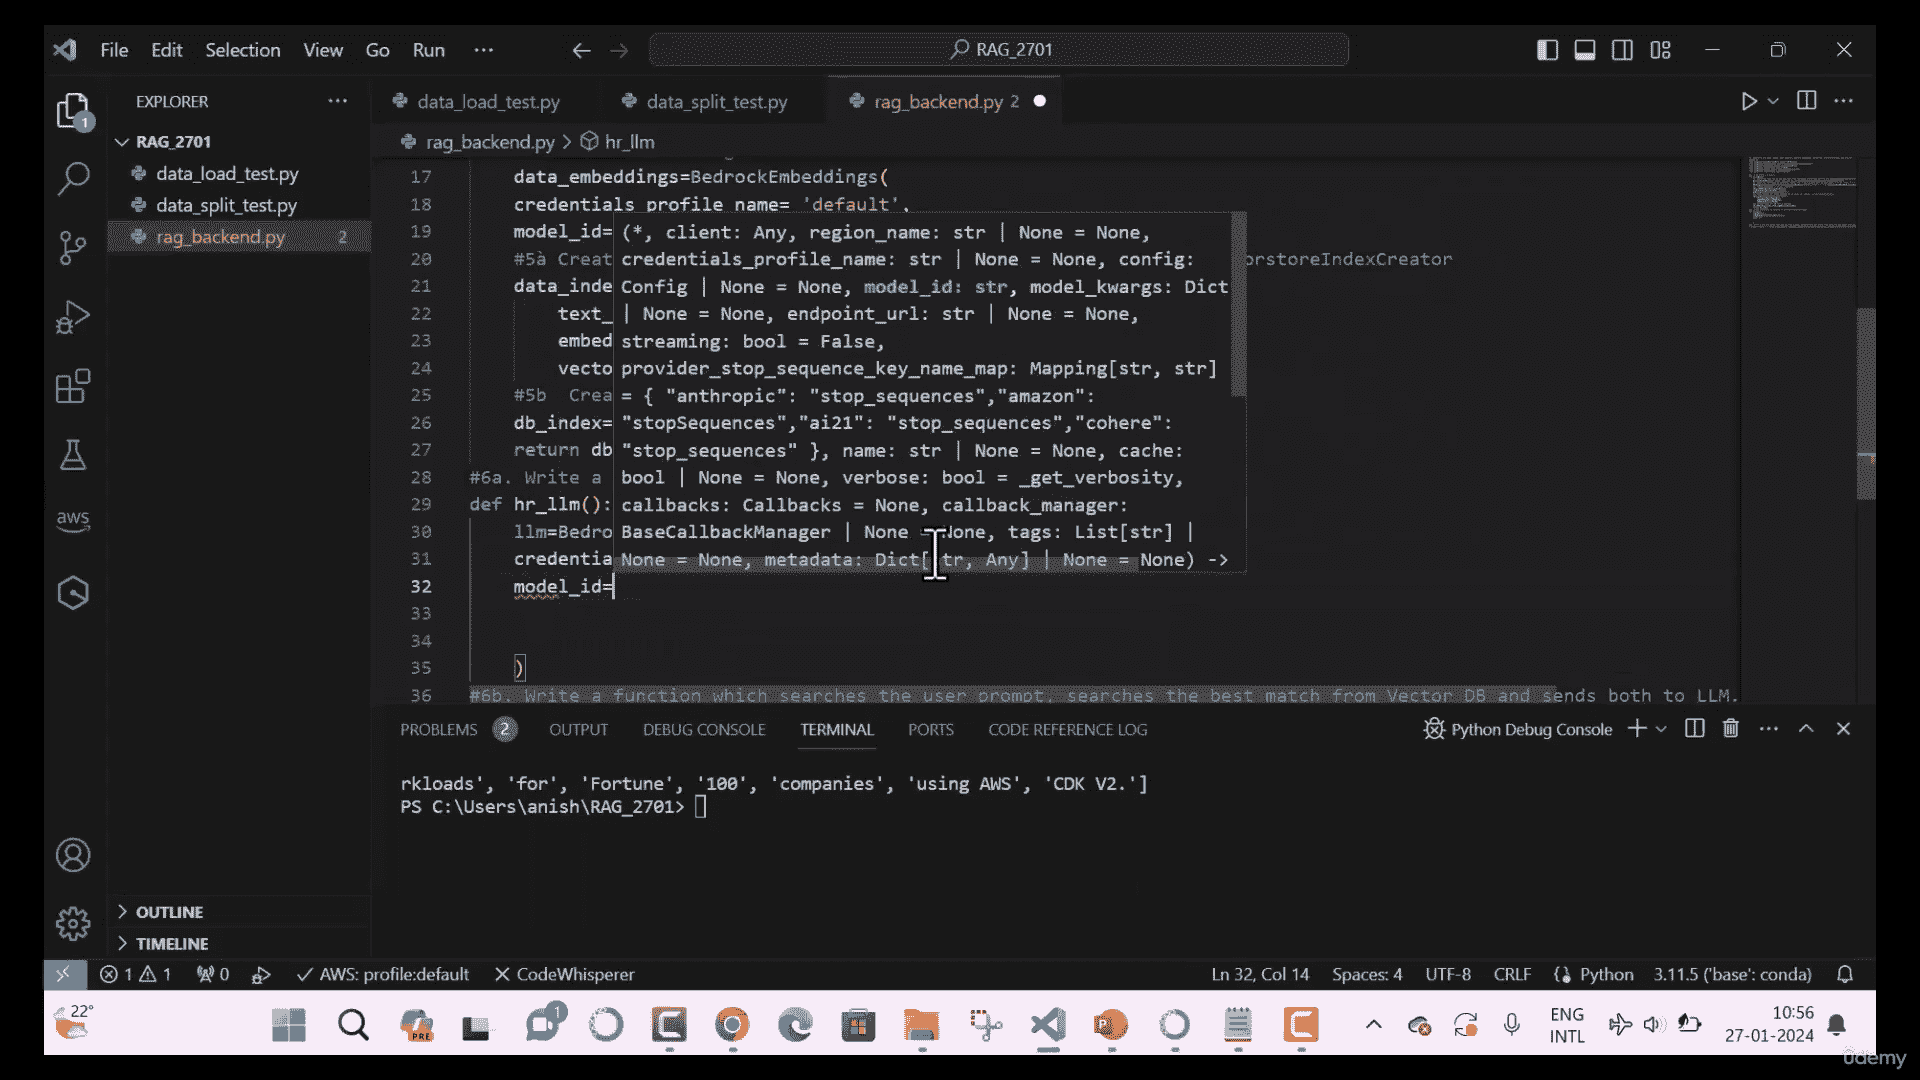 File Edit Selection View Go Run ···
RAG_2701
EXPLORER ···
RAG_2701
data_load_test.py
data_split_test.py
rag_backend.py 2
1
data_load_test.py data_split_test.py rag_backend.py 2
rag_backend.py > hr_llm
17 data_embeddings=BedrockEmbeddings(
18 credentials_profile_name= 'default',
19 model_id= (*, client: Any, region_name: str | None = None,
20 #5à Creat credentials_profile_name: str | None = None, config: orstoreIndexCreator
21 data_inde Config | None = None, model_id: str, model_kwargs: Dict
22 text_ | None = None, endpoint_url: str | None = None,
23 embed streaming: bool = False,
24 vecto provider_stop_sequence_key_name_map: Mapping[str, str]
25 #5b Crea = { "anthropic": "stop_sequences","amazon":
26 db_index= "stopSequences","ai21": "stop_sequences","cohere":
27 return db "stop_sequences" }, name: str | None = None, cache:
28 #6a. Write a bool | None = None, verbose: bool = _get_verbosity,
29 def hr_llm(): callbacks: Callbacks = None, callback_manager:
30 llm=Bedro BaseCallbackManager | None = None, tags: List[str] |
31 credentia None = None, metadata: Dict[str, Any] | None = None) ->
32 model_id=
33
34
35 )
36 #6b. Write a function which searches the user prompt, searches the best match from Vector DB and sends both to LLM.
PROBLEMS 2 OUTPUT DEBUG CONSOLE TERMINAL PORTS CODE REFERENCE LOG Python Debug Console
rkloads', 'for', 'Fortune', '100', 'companies', 'using AWS', 'CDK V2.']
PS C:\Users\anish\RAG_2701>
aws
OUTLINE
TIMELINE
1 1 0 AWS: profile:default CodeWhisperer Ln 32, Col 14 Spaces: 4 UTF-8 CRLF Python 3.11.5 ('base': conda)
22° PRE 1 ENG INTL 10:56
27-01-2024
ûdemy